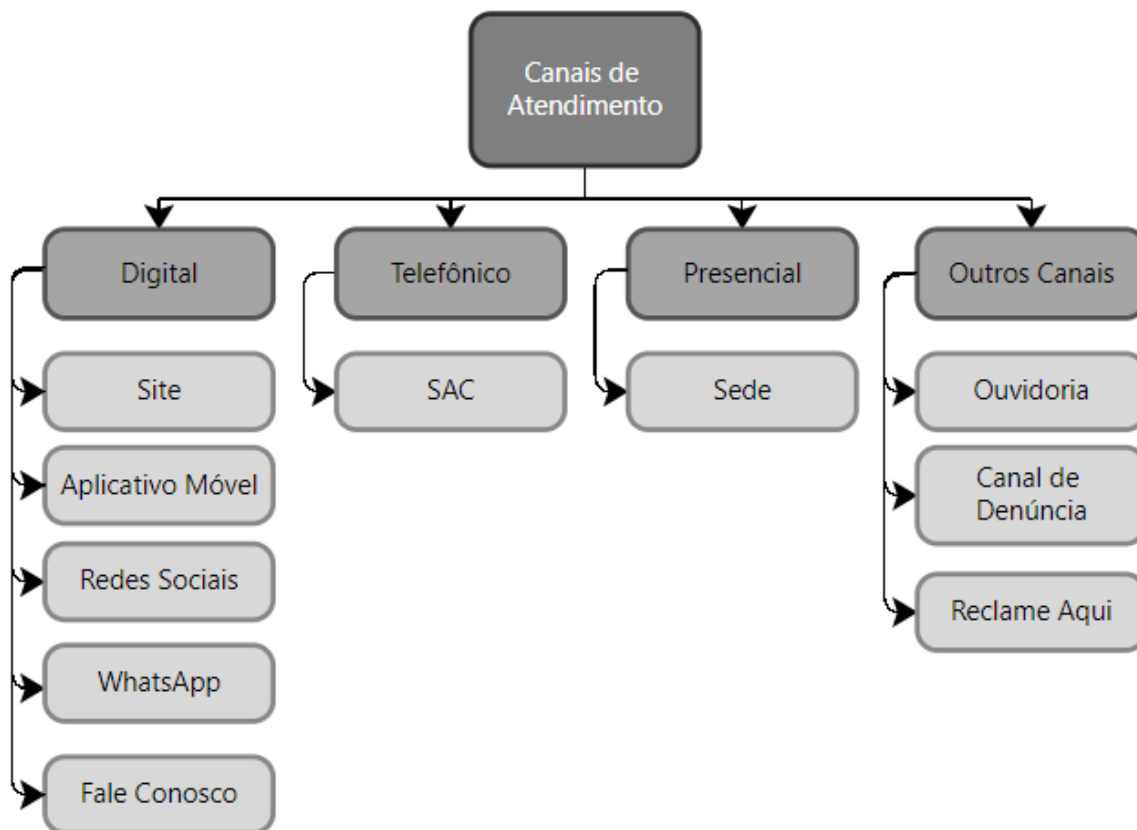 Canais de
Atendimento
Digital
Telefônico
Presencial
Outros Canais
Site
SAC
Sede
Ouvidoria
Aplicativo Móvel
Canal de
Denúncia
Redes Sociais
Reclame Aqui
WhatsApp
Fale Conosco